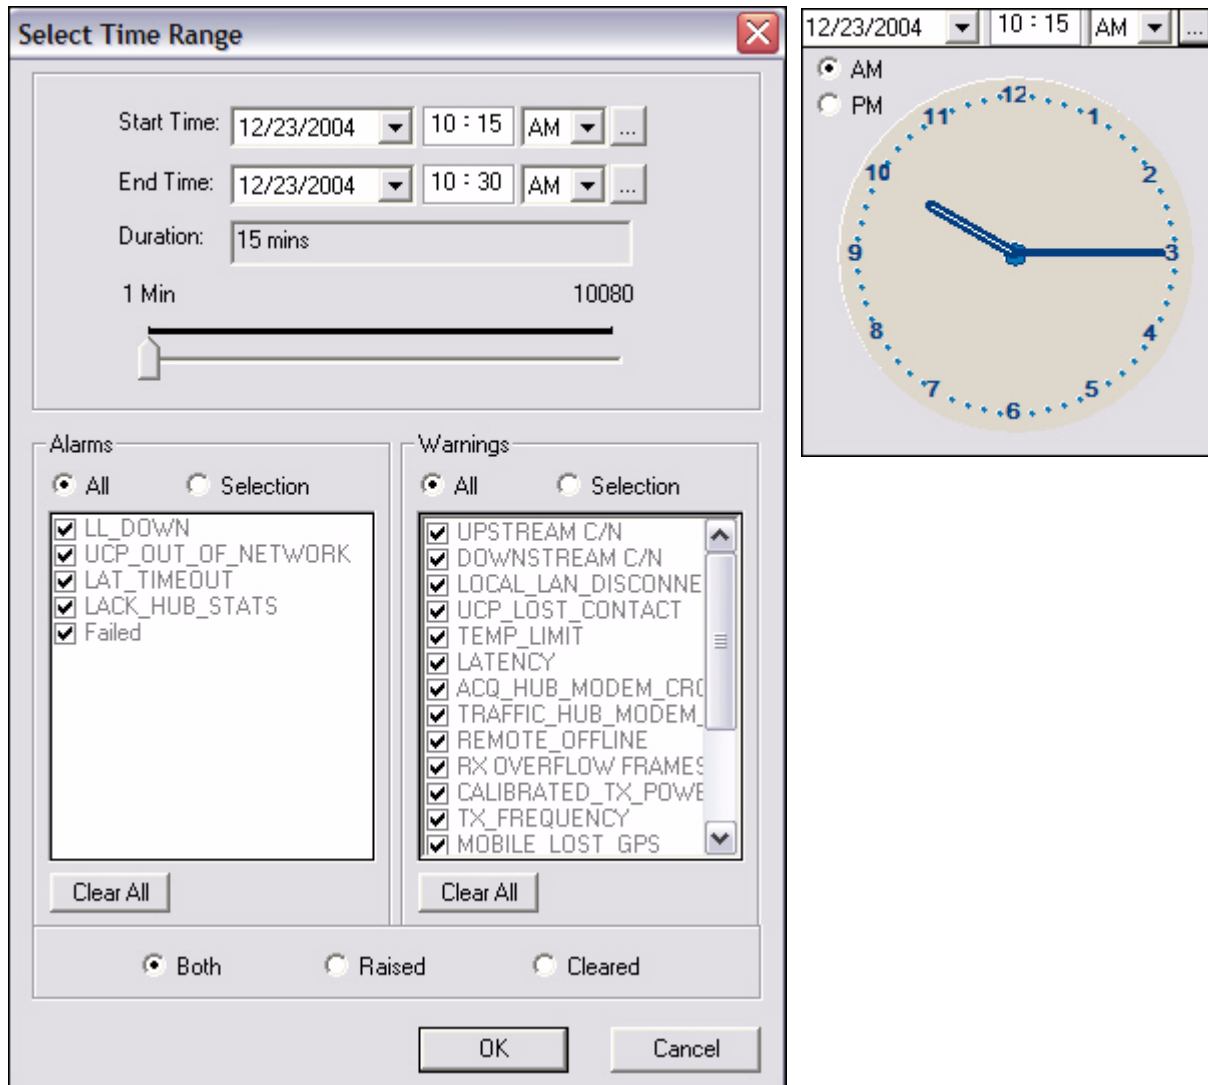 Select Time Range
Start Time: 12/23/2004 10 : 15 AM ...
End Time: 12/23/2004 10 : 30 AM ...
Duration: 15 mins
1 Min 10080
Alarms
All Selection
LL_DOWN
UCP_OUT_OF_NETWORK
LAT_TIMEOUT
LACK_HUB_STATS
Failed
Clear All
Warnings
All Selection
UPSTREAM C/N
DOWNSTREAM C/N
LOCAL_LAN_DISCONNE
UCP_LOST_CONTACT
TEMP_LIMIT
LATENCY
ACQ_HUB_MODEM_CRC
TRAFFIC_HUB_MODEM_
REMOTE_OFFLINE
RX OVERFLOW FRAMES
CALIBRATED_TX_POWE
TX_FREQUENCY
MOBILE_LOST_GPS
Clear All
Both Raised Cleared
OK Cancel
12/23/2004 10 : 15 AM ...
AM
PM
12
1
2
3
4
5
6
7
8
9
10
11